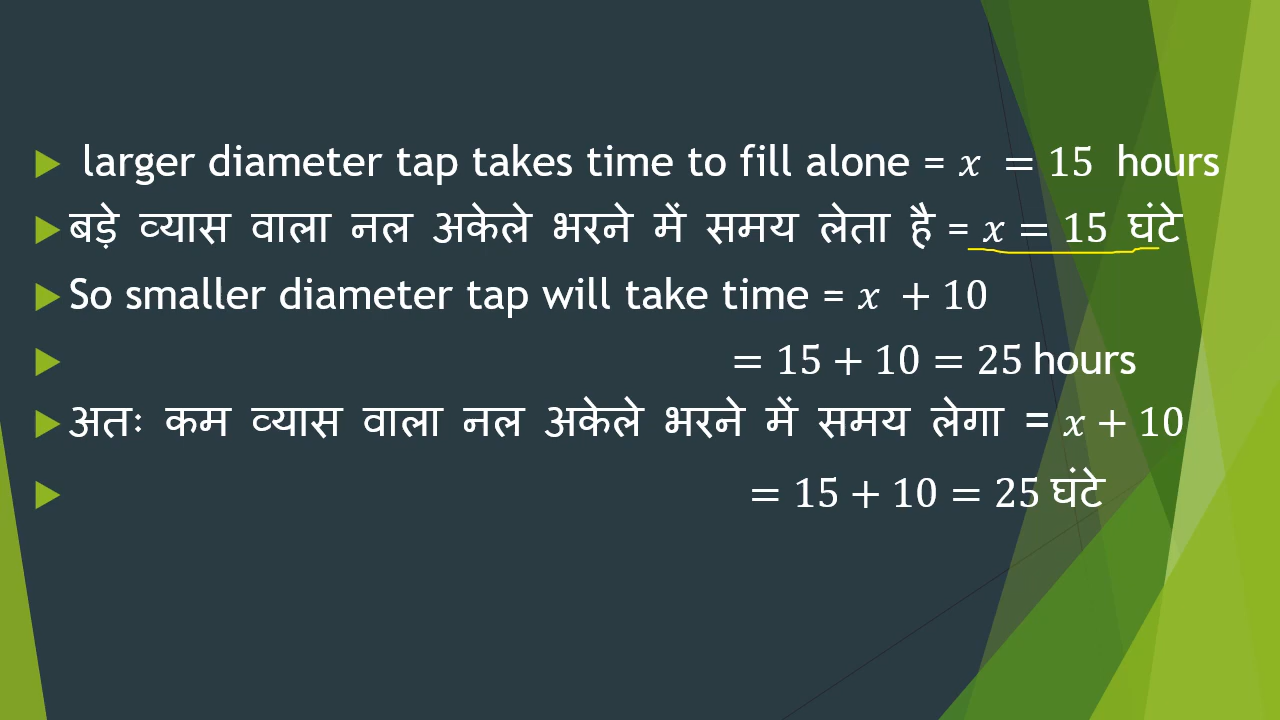 larger diameter tap takes time to fill alone = 𝑥 = 15 hours
बड़े व्यास वाला नल अकेले भरने में समय लेता है = 𝑥 = 15 घंटे
So smaller diameter tap will take time = 𝑥 + 10
= 15 + 10 = 25 hours
अतः कम व्यास वाला नल अकेले भरने में समय लेगा = 𝑥 + 10
= 15 + 10 = 25 घंटे